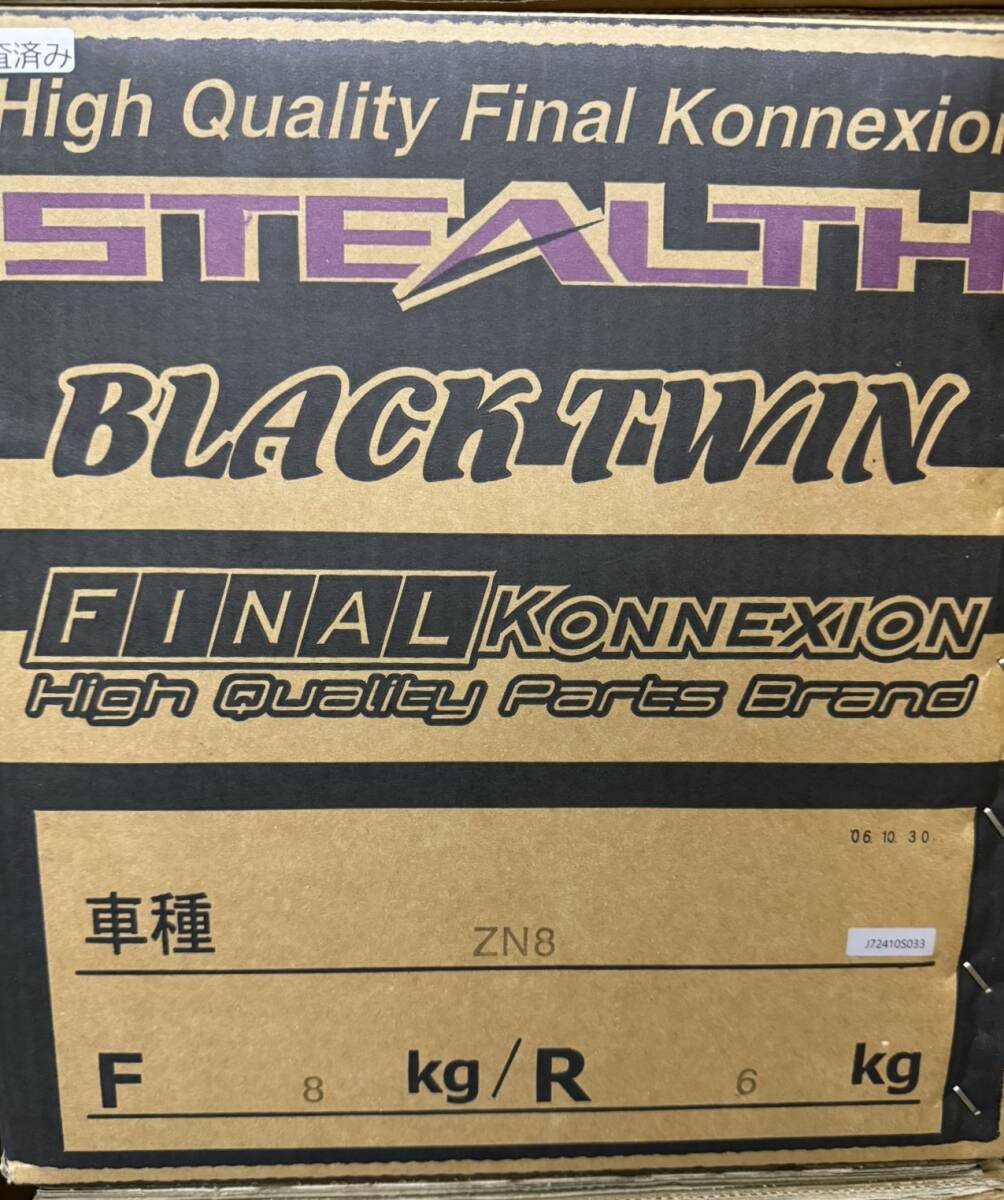 査済み
High Quality Final Konnexion
STEALTH
BLACK TWIN
FINAL KONNEXION
High Quality Parts Brand
'06. 10. 30
車種 ZN8
J72410S033
F 8 kg/R 6 kg